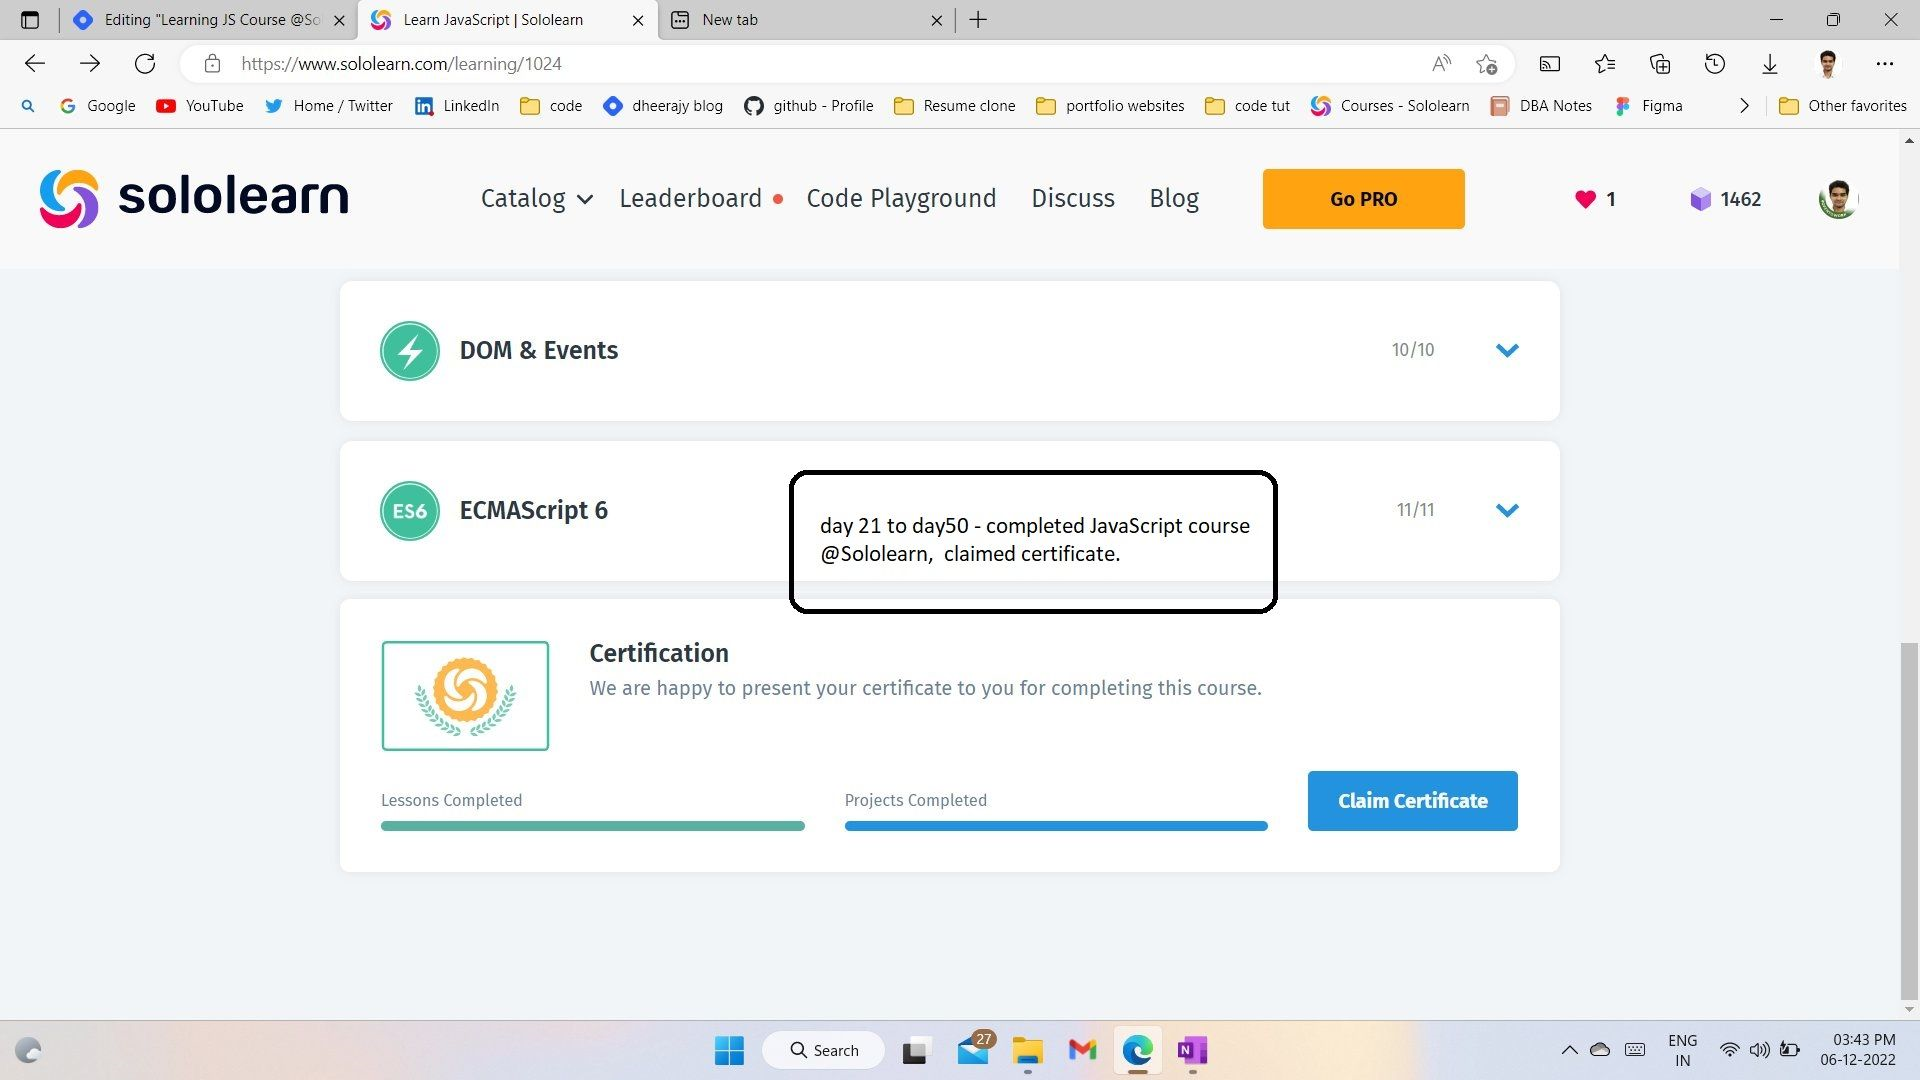 Editing "Learning JS Course @So
Learn JavaScript | Sololearn
New tab
https://www.sololearn.com/learning/1024
Google
YouTube
Home / Twitter
LinkedIn
code
dheerajy blog
github - Profile
Resume clone
portfolio websites
code tut
Courses - Sololearn
DBA Notes
Figma
Other favorites
sololearn
Catalog
Leaderboard
Code Playground
Discuss
Blog
Go PRO
1
1462
DOM & Events
10/10
ES6
ECMAScript 6
11/11
day 21 to day50 - completed JavaScript course
@Sololearn,  claimed certificate.
Certification
We are happy to present your certificate to you for completing this course.
Lessons Completed
Projects Completed
Claim Certificate
Search
27
N
ENG
IN
03:43 PM
06-12-2022